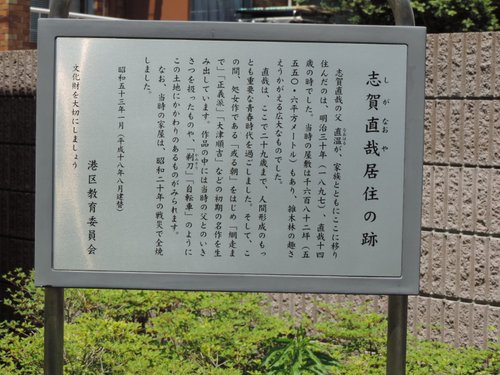 しがなおや
志賀直哉居住の跡
志賀直哉の父 直温が、家族とともにここに移り
住んだのは、明治三十年(一八九七)、直哉十四
歳の時でした。当時の屋敷は千六百八十二坪(五
五五〇・六平方メートル)もあり、雑木林の趣さ
えうかがえる広大なものでした。
直哉は、ここで二十九歳まで、人間形成のもっ
とも重要な青春時代を過ごしました。そして、こ
の間、処女作である「或る朝」をはじめ「網走ま
で」「正義派」「大津順吉」などの初期の名作を生
み出しています。作品の中には当時の父とのいき
さつを扱ったものや、「剃刀」「自転車」のように
この土地にかかわりのあるものがみられます。
なお、当時の家屋は、昭和二十年の戦災で全焼
しました。
昭和五十三年一月(平成十八年八月建替)
港区教育委員会
文化財を大切にしましょう